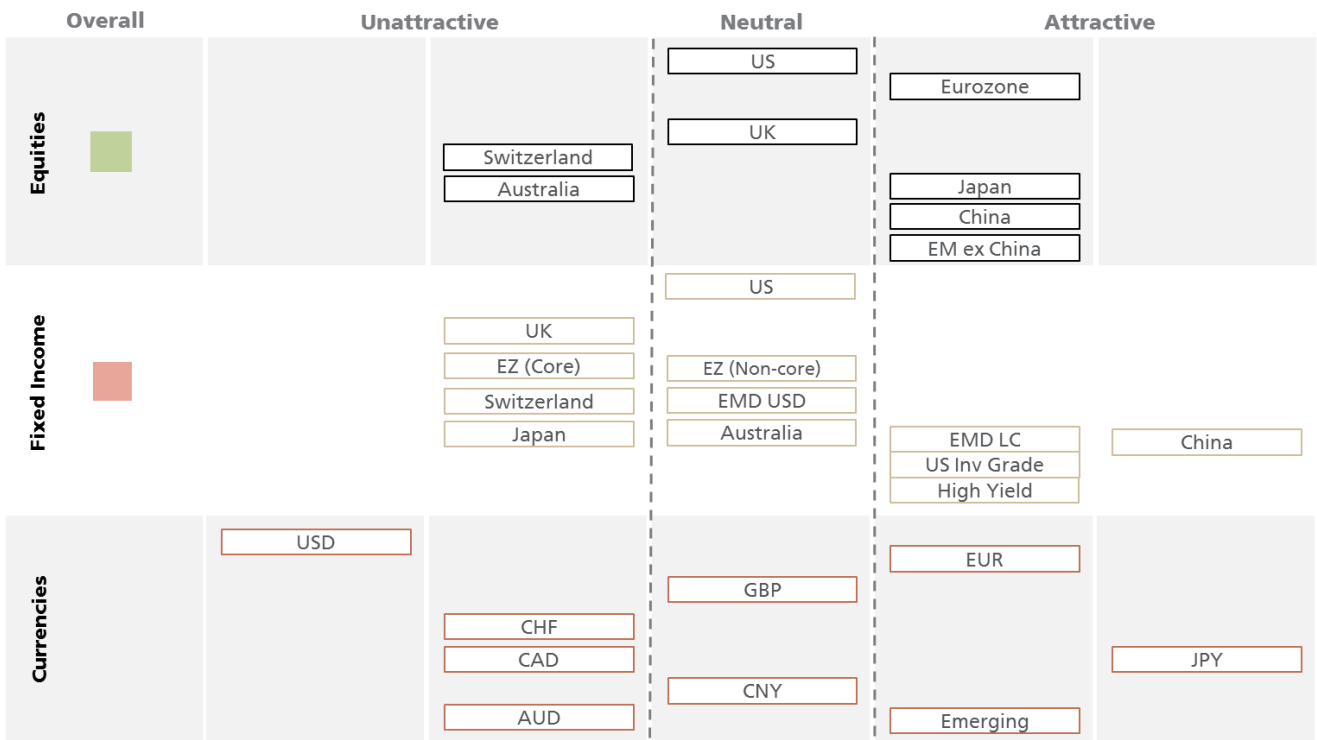 Overall
Unattractive
Neutral
Attractive
Equities
US
Eurozone
UK
Switzerland
Australia
Japan
China
EM ex China
Fixed Income
US
UK
EZ (Core)
EZ (Non-core)
Switzerland
EMD USD
Japan
Australia
EMD LC
China
US Inv Grade
High Yield
Currencies
USD
EUR
GBP
CHF
CAD
JPY
CNY
AUD
Emerging